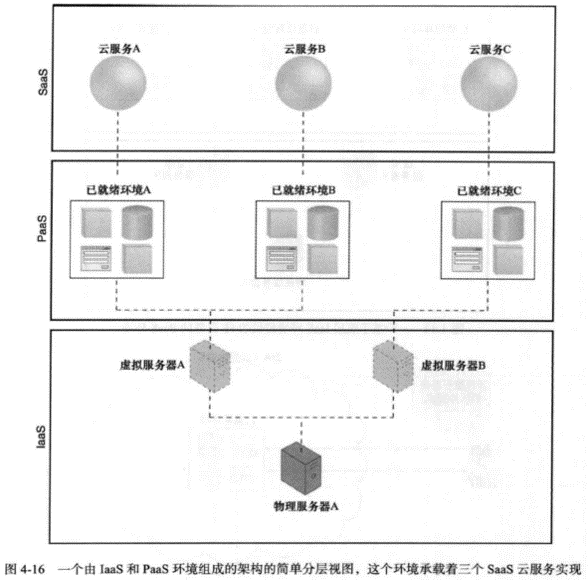 SaaS
云服务A 云服务B 云服务C
PaaS
已就绪环境A 已就绪环境B 已就绪环境C
IaaS
虚拟服务器A 虚拟服务器B
物理服务器A
图 4-16 一个由 IaaS 和 PaaS 环境组成的架构的简单分层视图，这个环境承载着三个 SaaS 云服务实现